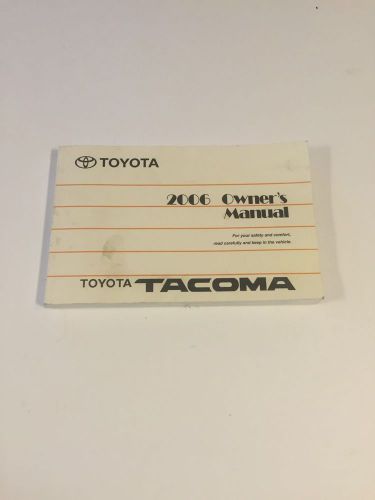 TOYOTA
2006 Owner's
Manual
For your safety and comfort,
read carefully and keep in the vehicle.
TOYOTA TACOMA